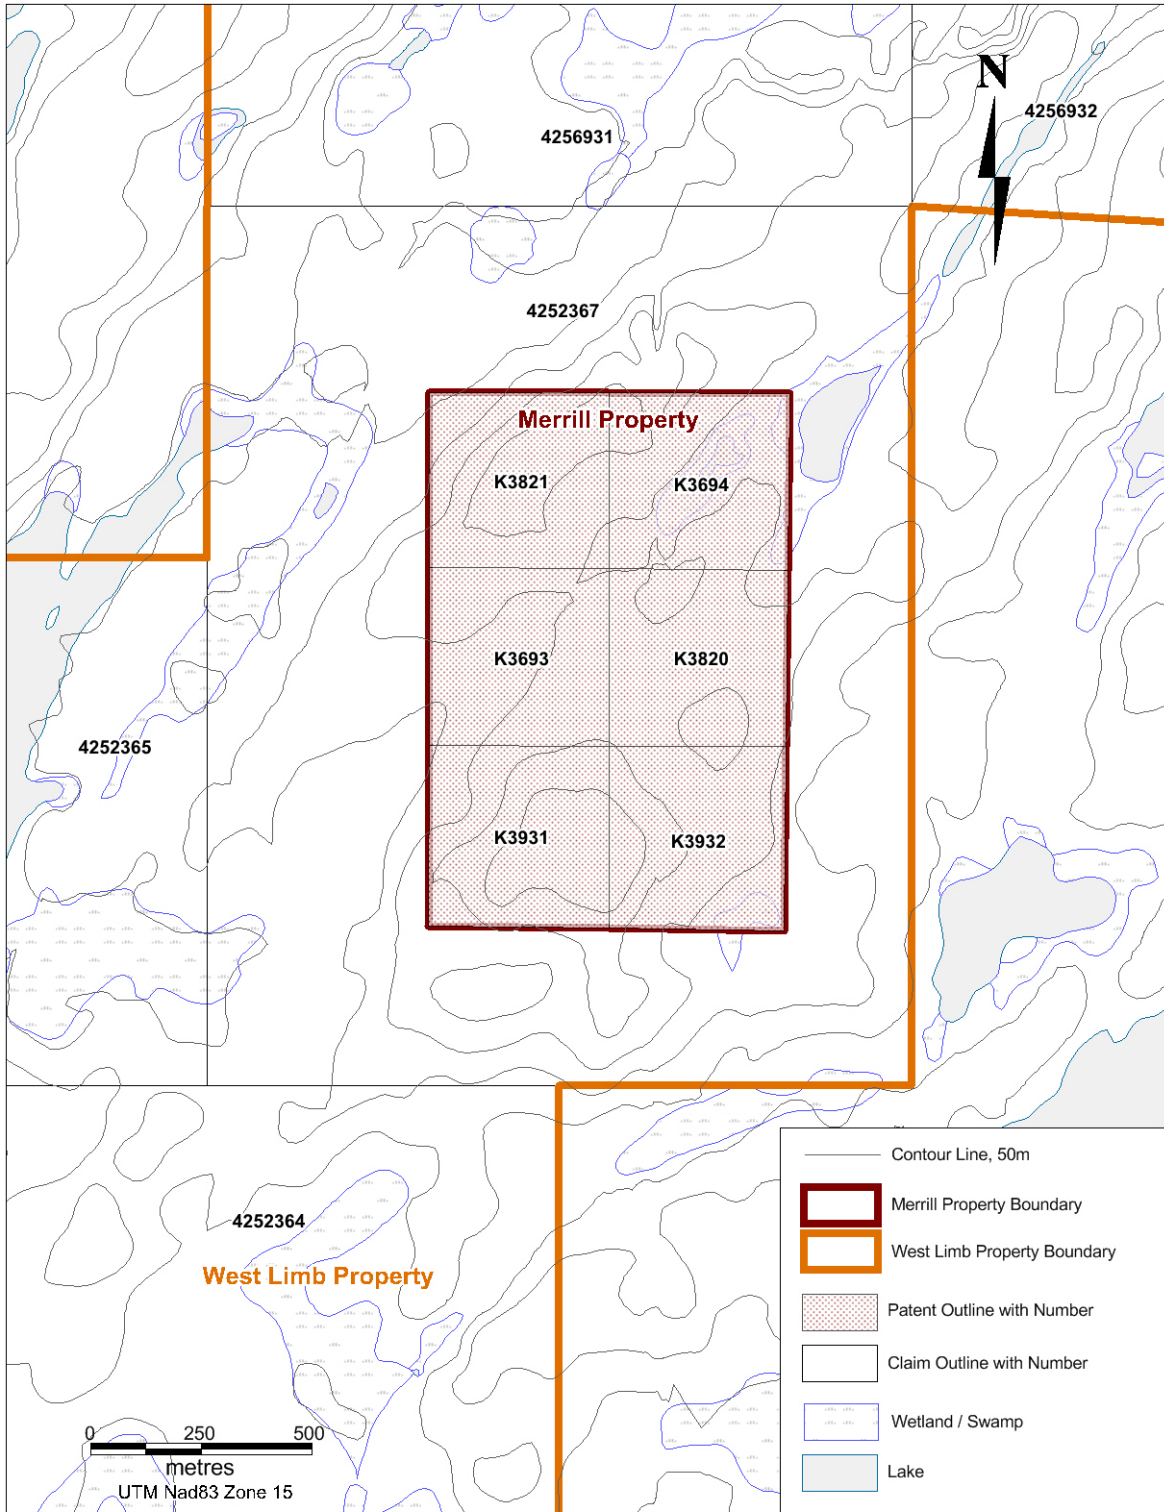 N
4256932
4256931
4252367
Merrill Property
K3821
K3694
K3693
K3820
4252365
K3931
K3932
4252364
West Limb Property
Contour Line, 50m
Merrill Property Boundary
West Limb Property Boundary
Patent Outline with Number
Claim Outline with Number
Wetland / Swamp
Lake
0 250 500
metres
UTM Nad83 Zone 15